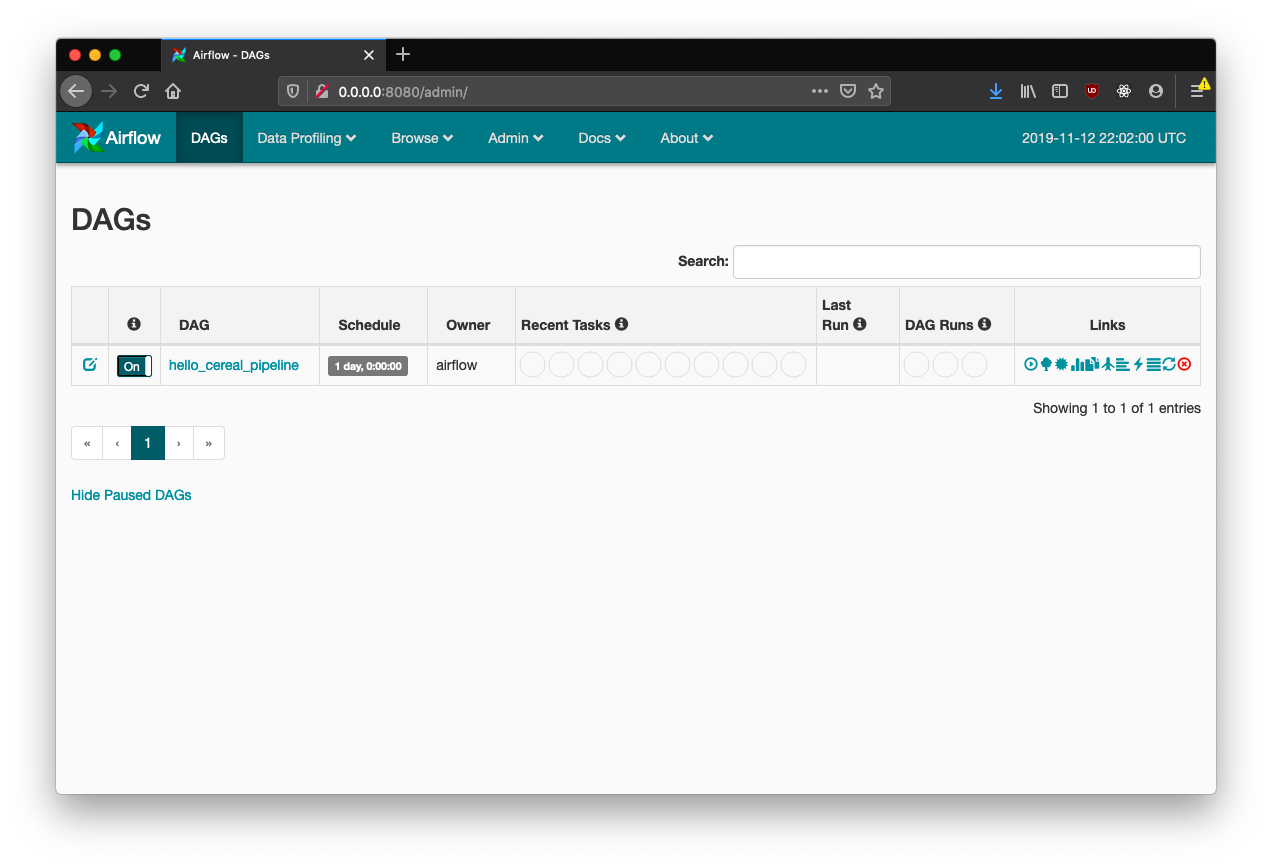 Airflow - DAGs
0.0.0.0:8080/admin/
Airflow DAGs Data Profiling Browse Admin Docs About 2019-11-12 22:02:00 UTC
DAGs
Search:
DAG Schedule Owner Recent Tasks Last Run DAG Runs Links
On hello_cereal_pipeline 1 day, 0:00:00 airflow
Showing 1 to 1 of 1 entries
« ‹ 1 › »
Hide Paused DAGs